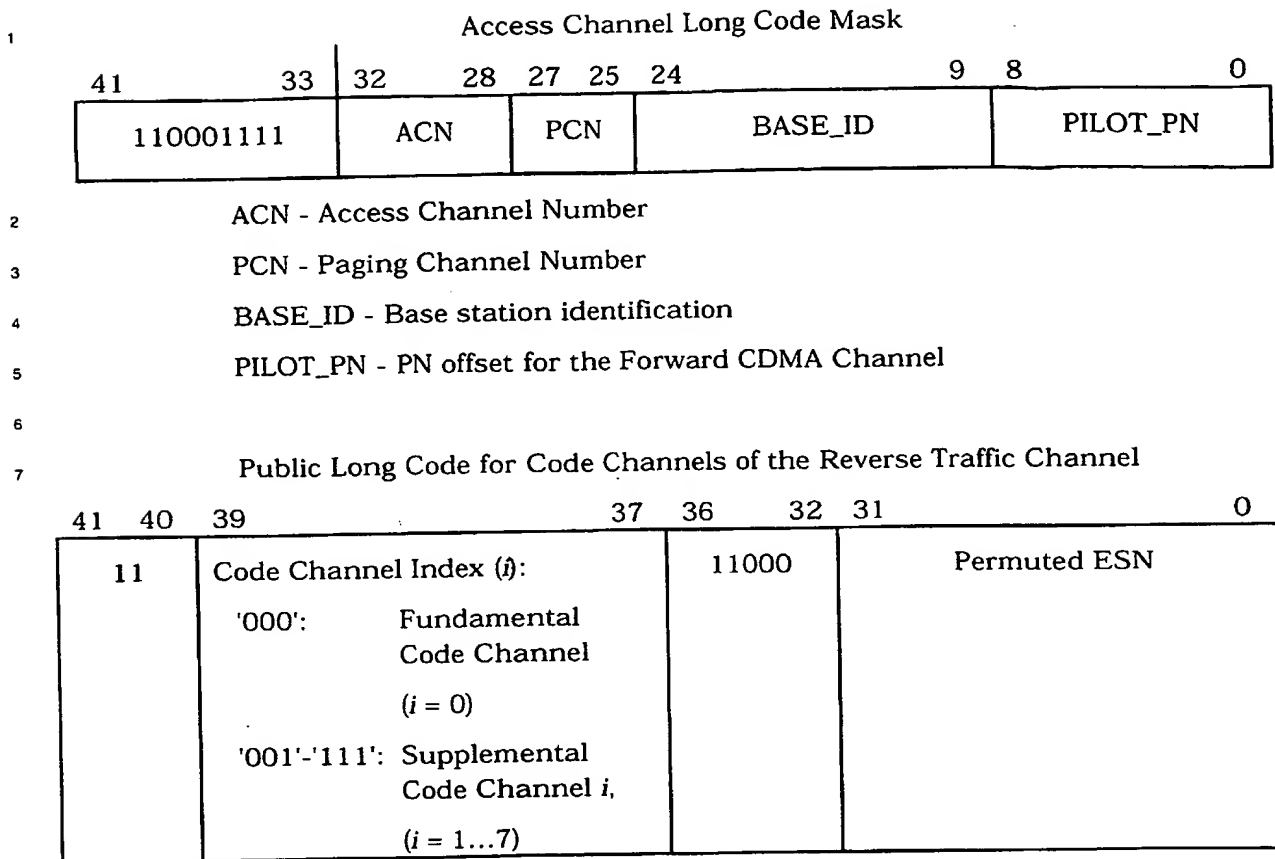 1
Access Channel Long Code Mask
41 33 32 28 27 25 24 9 8 0
110001111 ACN PCN BASE_ID PILOT_PN
2 ACN - Access Channel Number
3 PCN - Paging Channel Number
4 BASE_ID - Base station identification
5 PILOT_PN - PN offset for the Forward CDMA Channel
6
7 Public Long Code for Code Channels of the Reverse Traffic Channel
41 40 39 37 36 32 31 0
11 Code Channel Index (i): 11000 Permuted ESN
'000': Fundamental
Code Channel
(i = 0)
'001'-'111': Supplemental
Code Channel i,
(i = 1...7)